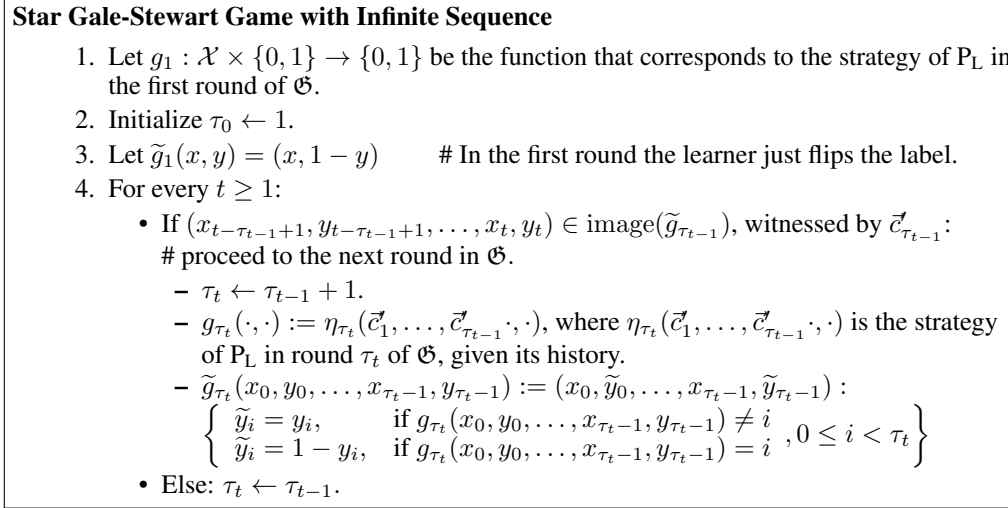 Star Gale-Stewart Game with Infinite Sequence
1. Let g₁ : 𝒳 × {0, 1} → {0, 1} be the function that corresponds to the strategy of P_L in
the first round of 𝔊.
2. Initialize τ₀ ← 1.
3. Let g̃₁(x, y) = (x, 1 − y) # In the first round the learner just flips the label.
4. For every t ≥ 1:
• If (x_{t−τ_{t−1}+1}, y_{t−τ_{t−1}+1}, . . . , x_t, y_t) ∈ image(g̃_{τ_{t−1}}), witnessed by c⃗′_{τ_{t−1}}:
# proceed to the next round in 𝔊.
– τ_t ← τ_{t−1} + 1.
– g_{τ_t}(·, ·) := η_{τ_t}(c⃗′₁, . . . , c⃗′_{τ_{t−1}} ·, ·), where η_{τ_t}(c⃗′₁, . . . , c⃗′_{τ_{t−1}} ·, ·) is the strategy
of P_L in round τ_t of 𝔊, given its history.
– g̃_{τ_t}(x₀, y₀, . . . , x_{τ_t−1}, y_{τ_t−1}) := (x₀, ỹ₀, . . . , x_{τ_t−1}, ỹ_{τ_t−1}) :
{ { ỹ_i = y_i, if g_{τ_t}(x₀, y₀, . . . , x_{τ_t−1}, y_{τ_t−1}) ≠ i
ỹ_i = 1 − y_i, if g_{τ_t}(x₀, y₀, . . . , x_{τ_t−1}, y_{τ_t−1}) = i , 0 ≤ i < τ_t }
• Else: τ_t ← τ_{t−1}.